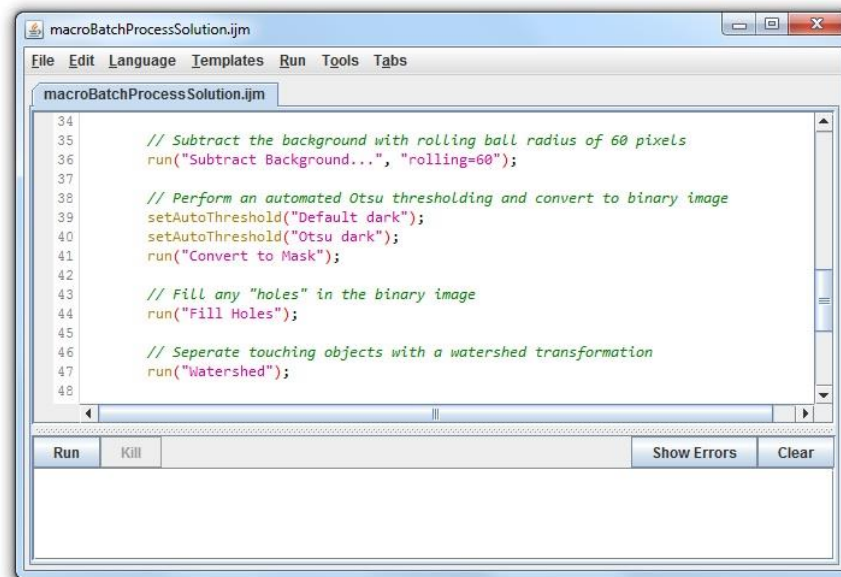 macroBatchProcessSolution.ijm
File Edit Language Templates Run Tools Tabs
macroBatchProcessSolution.ijm
34
35 // Subtract the background with rolling ball radius of 60 pixels
36 run("Subtract Background...", "rolling=60");
37
38 // Perform an automated Otsu thresholding and convert to binary image
39 setAutoThreshold("Default dark");
40 setAutoThreshold("Otsu dark");
41 run("Convert to Mask");
42
43 // Fill any "holes" in the binary image
44 run("Fill Holes");
45
46 // Seperate touching objects with a watershed transformation
47 run("Watershed");
48
Run Kill Show Errors Clear